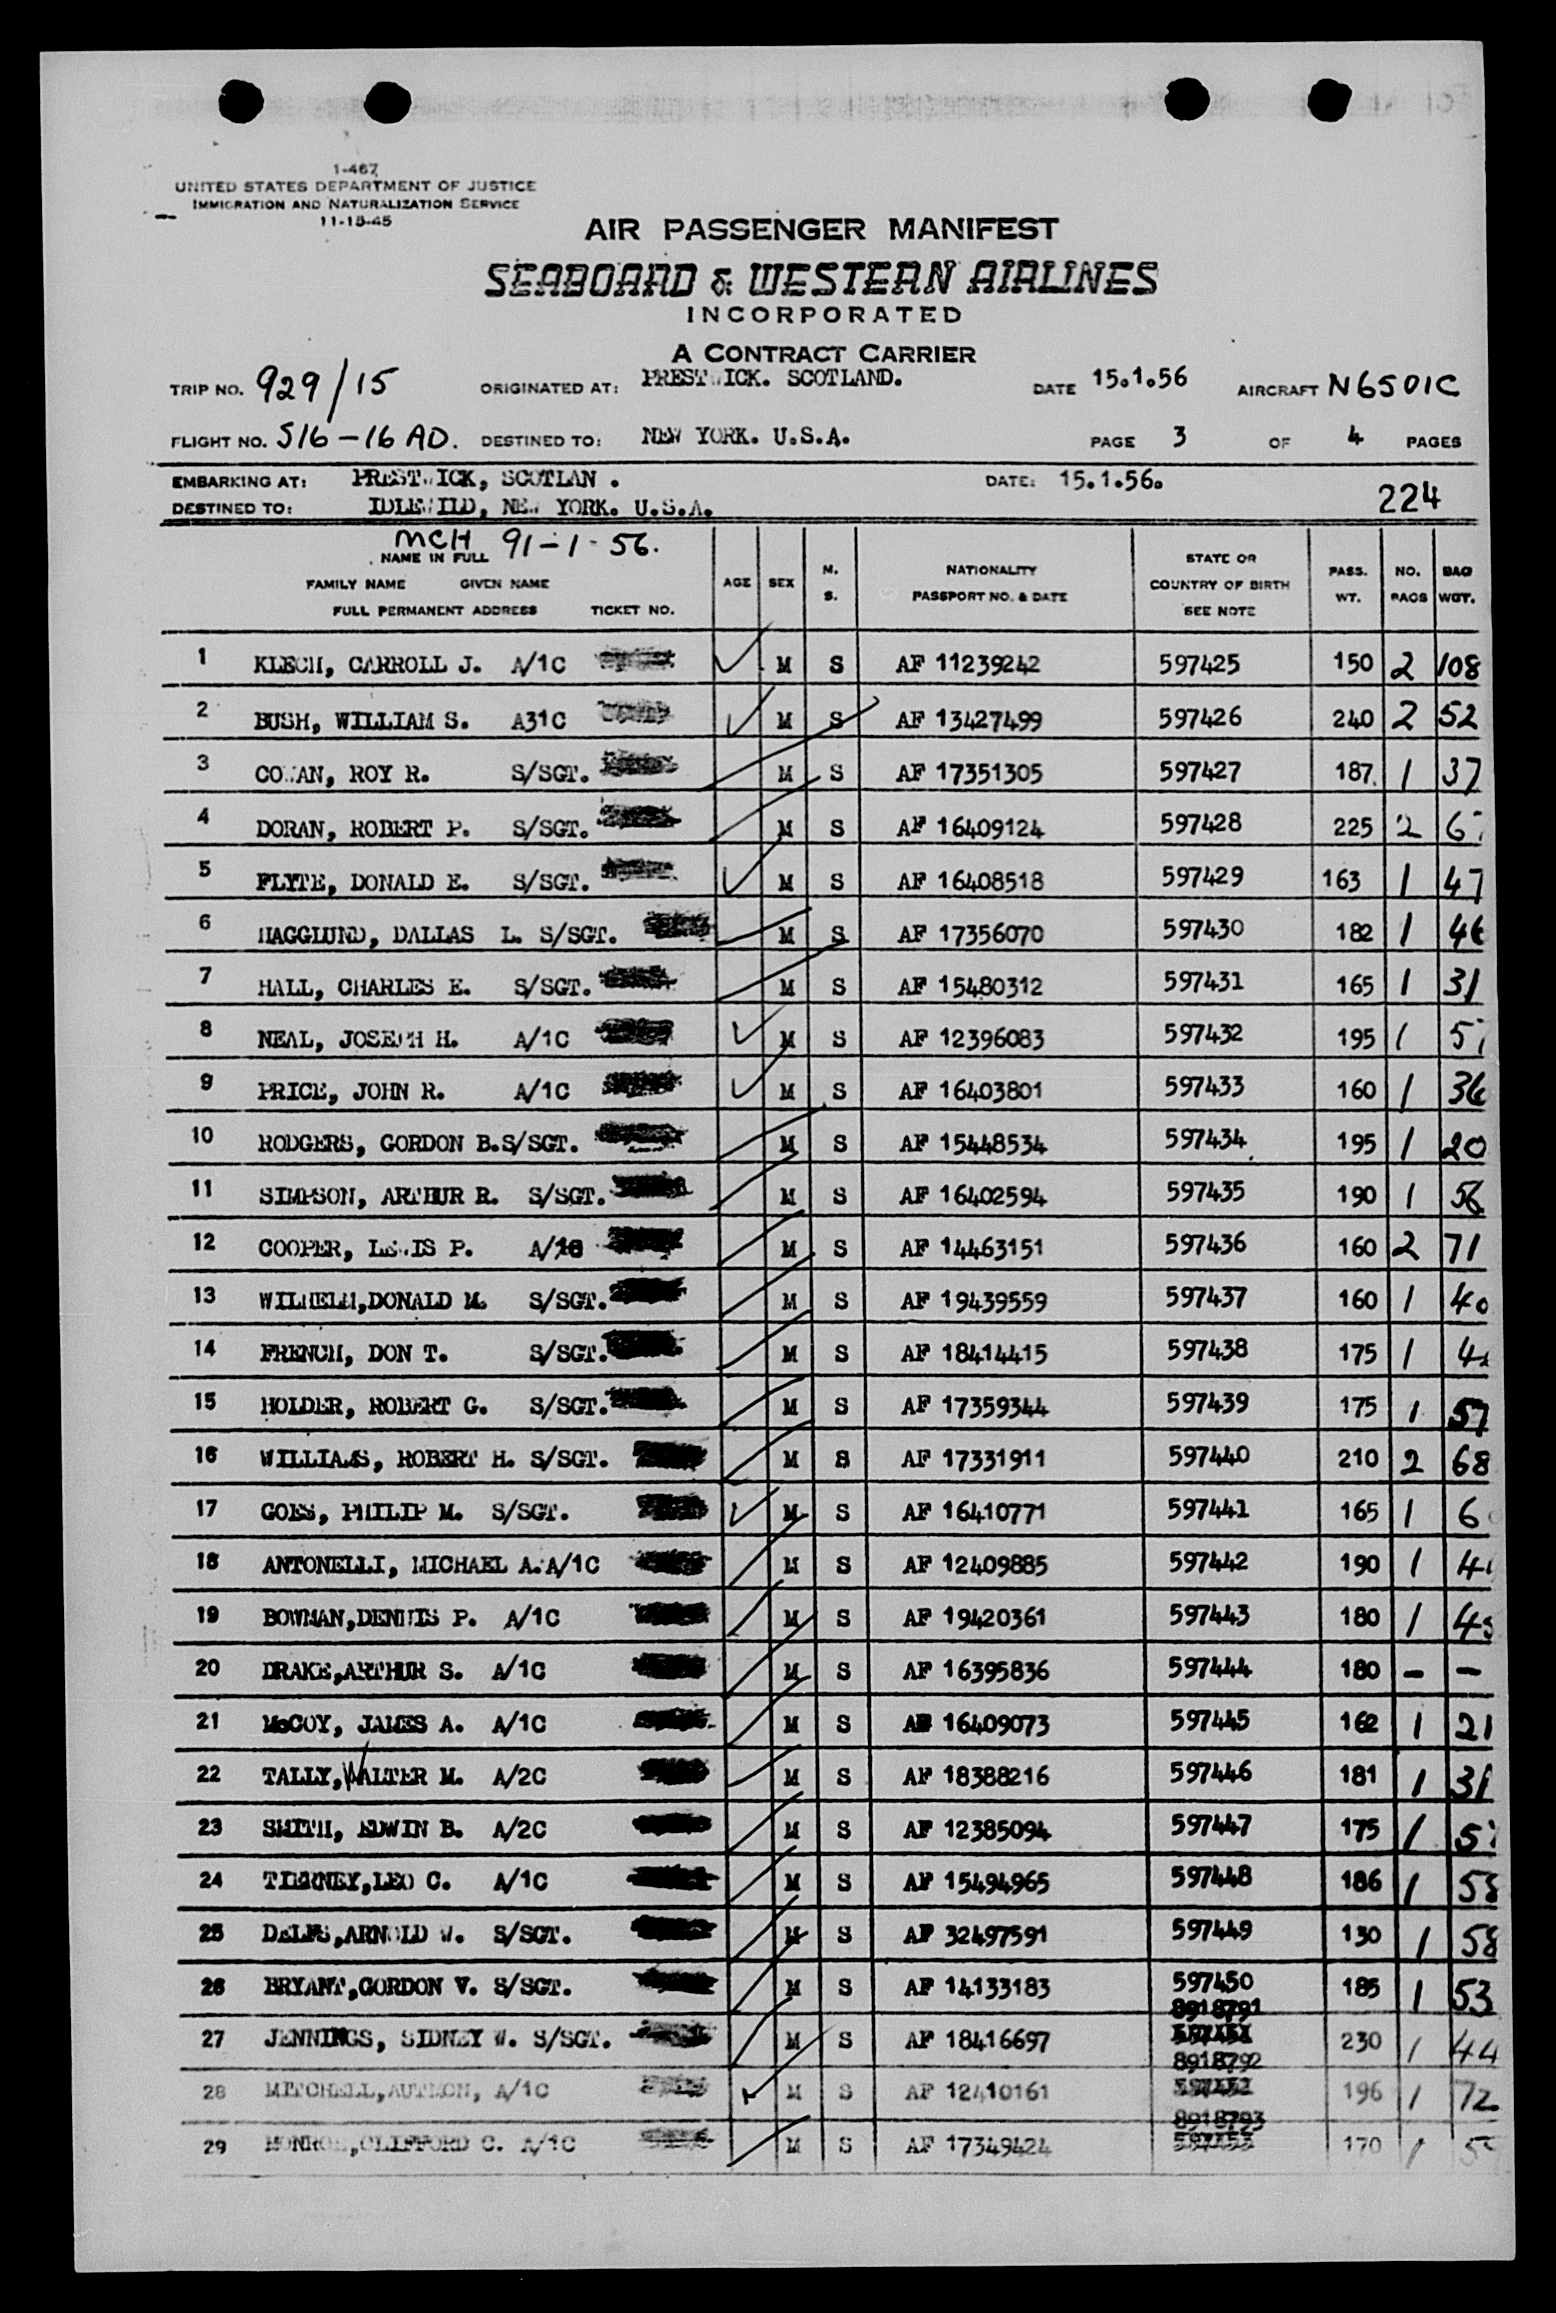 1-467
UNITED STATES DEPARTMENT OF JUSTICE
IMMIGRATION AND NATURALIZATION SERVICE
11-15-45
AIR PASSENGER MANIFEST
SEABOARD & WESTERN AIRLINES
INCORPORATED
A CONTRACT CARRIER
TRIP NO. 929/15 ORIGINATED AT: PRESTWICK. SCOTLAND. DATE 15.1.56 AIRCRAFT N6501C
FLIGHT NO. S16-16 AD. DESTINED TO: NEW YORK. U.S.A. PAGE 3 OF 4 PAGES
EMBARKING AT: PRESTWICK, SCOTLAN . DATE: 15.1.56.
DESTINED TO: IDLEWILD, NEW YORK. U.S.A. 224
MCH 91-1-56.
NAME IN FULL
FAMILY NAME GIVEN NAME
FULL PERMANENT ADDRESS TICKET NO. AGE SEX M. S. NATIONALITY PASSPORT NO. & DATE STATE OR COUNTRY OF BIRTH SEE NOTE PASS. WT. NO. PAGS BAG WGT.
1 KLECH, CARROLL J. A/1C M S AF 11239242 597425 150 2 108
2 BUSH, WILLIAM S. A31C M S AF 13427499 597426 240 2 52
3 COWAN, ROY R. S/SGT. M S AF 17351305 597427 187. 1 37
4 DORAN, ROBERT P. S/SGT. M S AF 16409124 597428 225 2
5 FLYTE, DONALD E. S/SGT. M S AF 16408518 597429 163 1 47
6 HAGGLUND, DALLAS L. S/SGT. M S AF 17356070 597430 182 1 46
7 HALL, CHARLES E. S/SGT. M S AF 15480312 597431 165 1 31
8 NEAL, JOSEPH H. A/1C M S AF 12396083 597432 195 1
9 PRICE, JOHN R. A/1C M S AF 16403801 597433 160 1 36
10 RODGERS, GORDON B. S/SGT. M S AF 15448534 597434 195 1 20
11 SIMPSON, ARTHUR R. S/SGT. M S AF 16402594 597435 190 1 56
12 COOPER, LEWIS P. A/1C M S AF 14463151 597436 160 2 71
13 WILHELM,DONALD M. S/SGT. M S AF 19439559 597437 160 1 40
14 FRENCH, DON T. S/SGT. M S AF 18414415 597438 175 1
15 HOLDER, ROBERT G. S/SGT. M S AF 17359344 597439 175 1 57
16 WILLIAMS, ROBERT H. S/SGT. M S AF 17331911 597440 210 2 68
17 GOES, PHILIP M. S/SGT. M S AF 16410771 597441 165 1
18 ANTONELLI, MICHAEL A. A/1C M S AF 12409885 597442 190 1
19 BOWMAN,DENNIS P. A/1C M S AF 19420361 597443 180 1 45
20 DRAKE,ARTHUR S. A/1C M S AF 16395836 597444 180 - -
21 McCOY, JAMES A. A/1C M S AF 16409073 597445 162 1 21
22 TALLY,WALTER M. A/2C M S AF 18388216 597446 181 1 31
23 SMITH, EDWIN B. A/2C M S AF 12385094 597447 175 1
24 TIERNEY,LEO C. A/1C M S AF 15494965 597448 186 1 58
25 DELFS,ARNOLD W. S/SGT. M S AF 32497591 597449 130 1 58
26 BRYANT,GORDON V. S/SGT. M S AF 14133183 597450 185 1 53
8918791
27 JENNINGS, SIDNEY W. S/SGT. M S AF 18416697 597451 230 1 44
8918792
28 MITCHELL,AUTMON, A/1C M S AF 12410161 597452 196 1 72
8918793
29 MONROE,CLIFFORD C. A/1C M S AF 17349424 597453 170 1